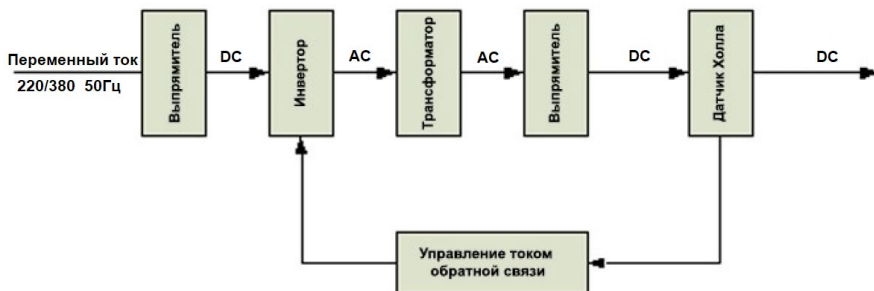 Переменный ток
220/380 50Гц
Выпрямитель
DC
Инвертор
AC
Трансформатор
AC
Выпрямитель
DC
Датчик Холла
DC
Управление током
обратной связи